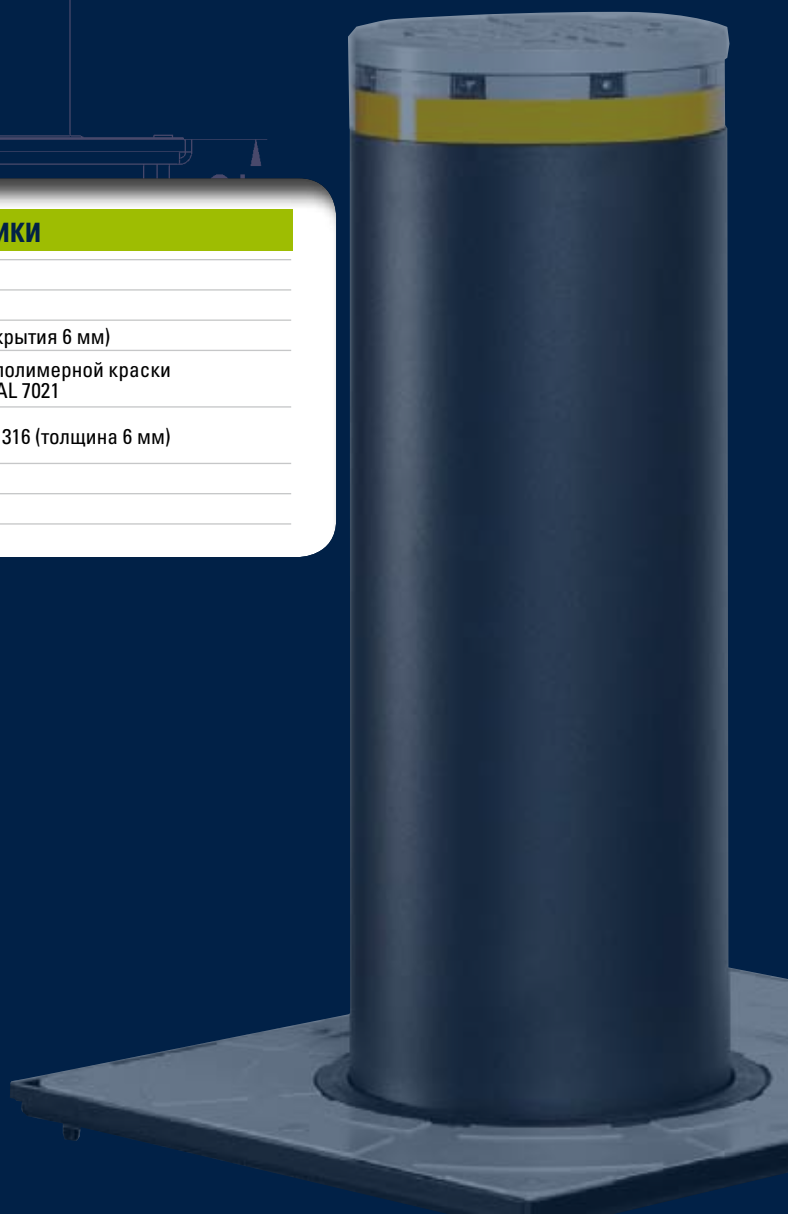 ИКИ
крытия 6 мм)
полимерной краски
AL 7021
316 (толщина 6 мм)